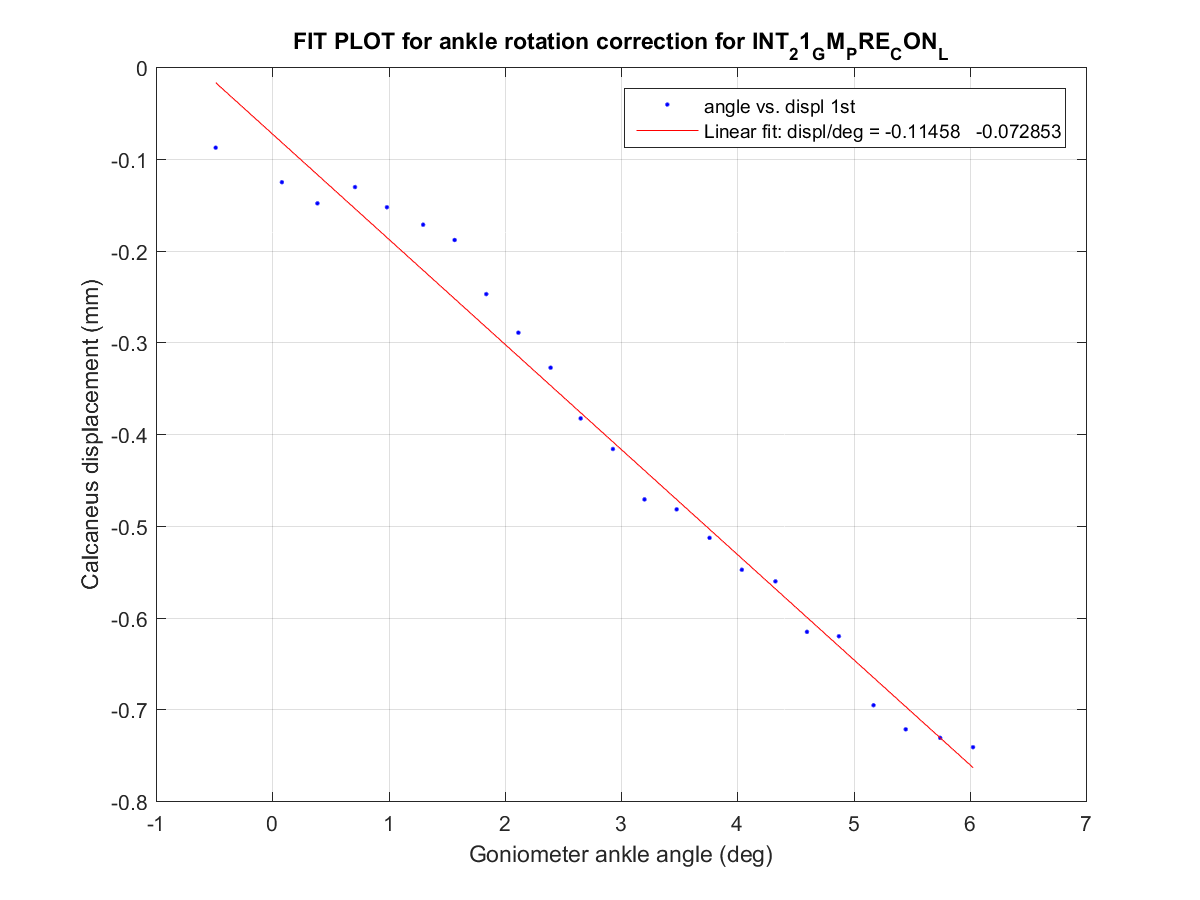 FIT PLOT for ankle rotation correction for INT₂1_GM_PRE_CON_L
0
-0.1
-0.2
-0.3
-0.4
-0.5
-0.6
-0.7
-0.8
angle vs. displ 1st
Linear fit: displ/deg = -0.11458 -0.072853
Calcaneus displacement (mm)
-1 0 1 2 3 4 5 6 7
Goniometer ankle angle (deg)